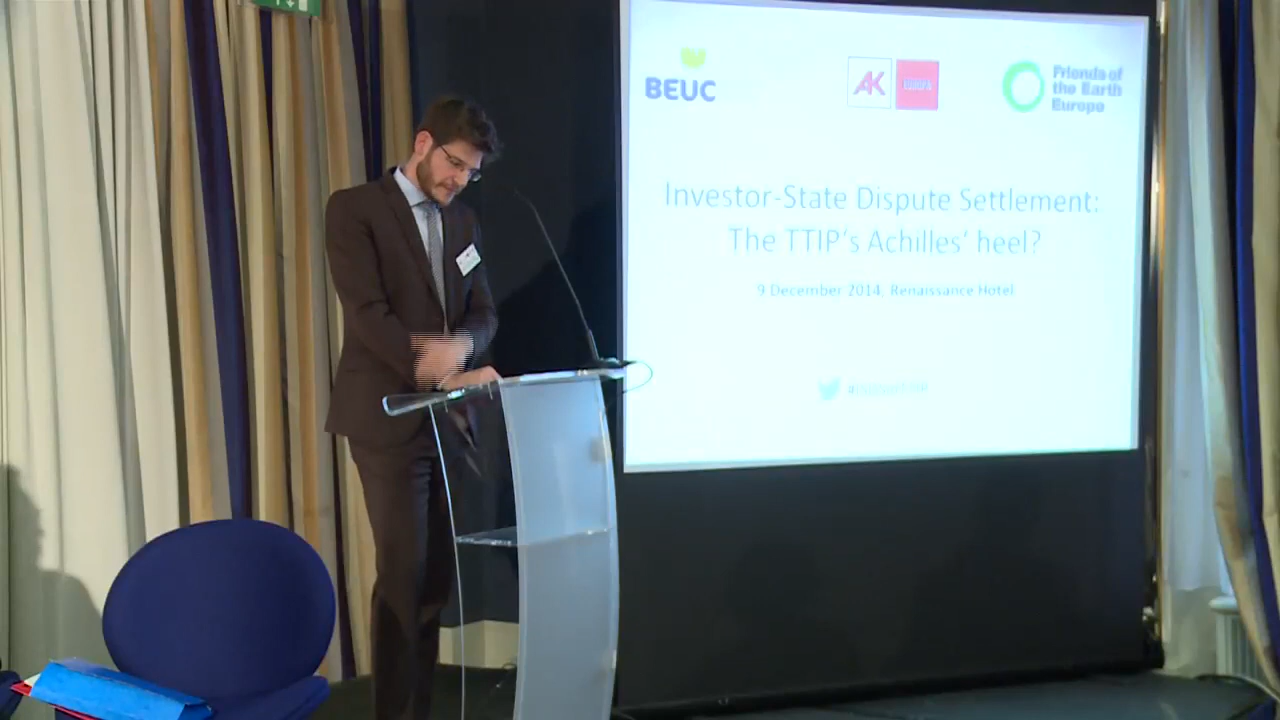 BEUC
AK
EUROPA
Friends of
the Earth
Europe
Investor-State Dispute Settlement:
The TTIP's Achilles' heel?
9 December 2014, Renaissance Hotel